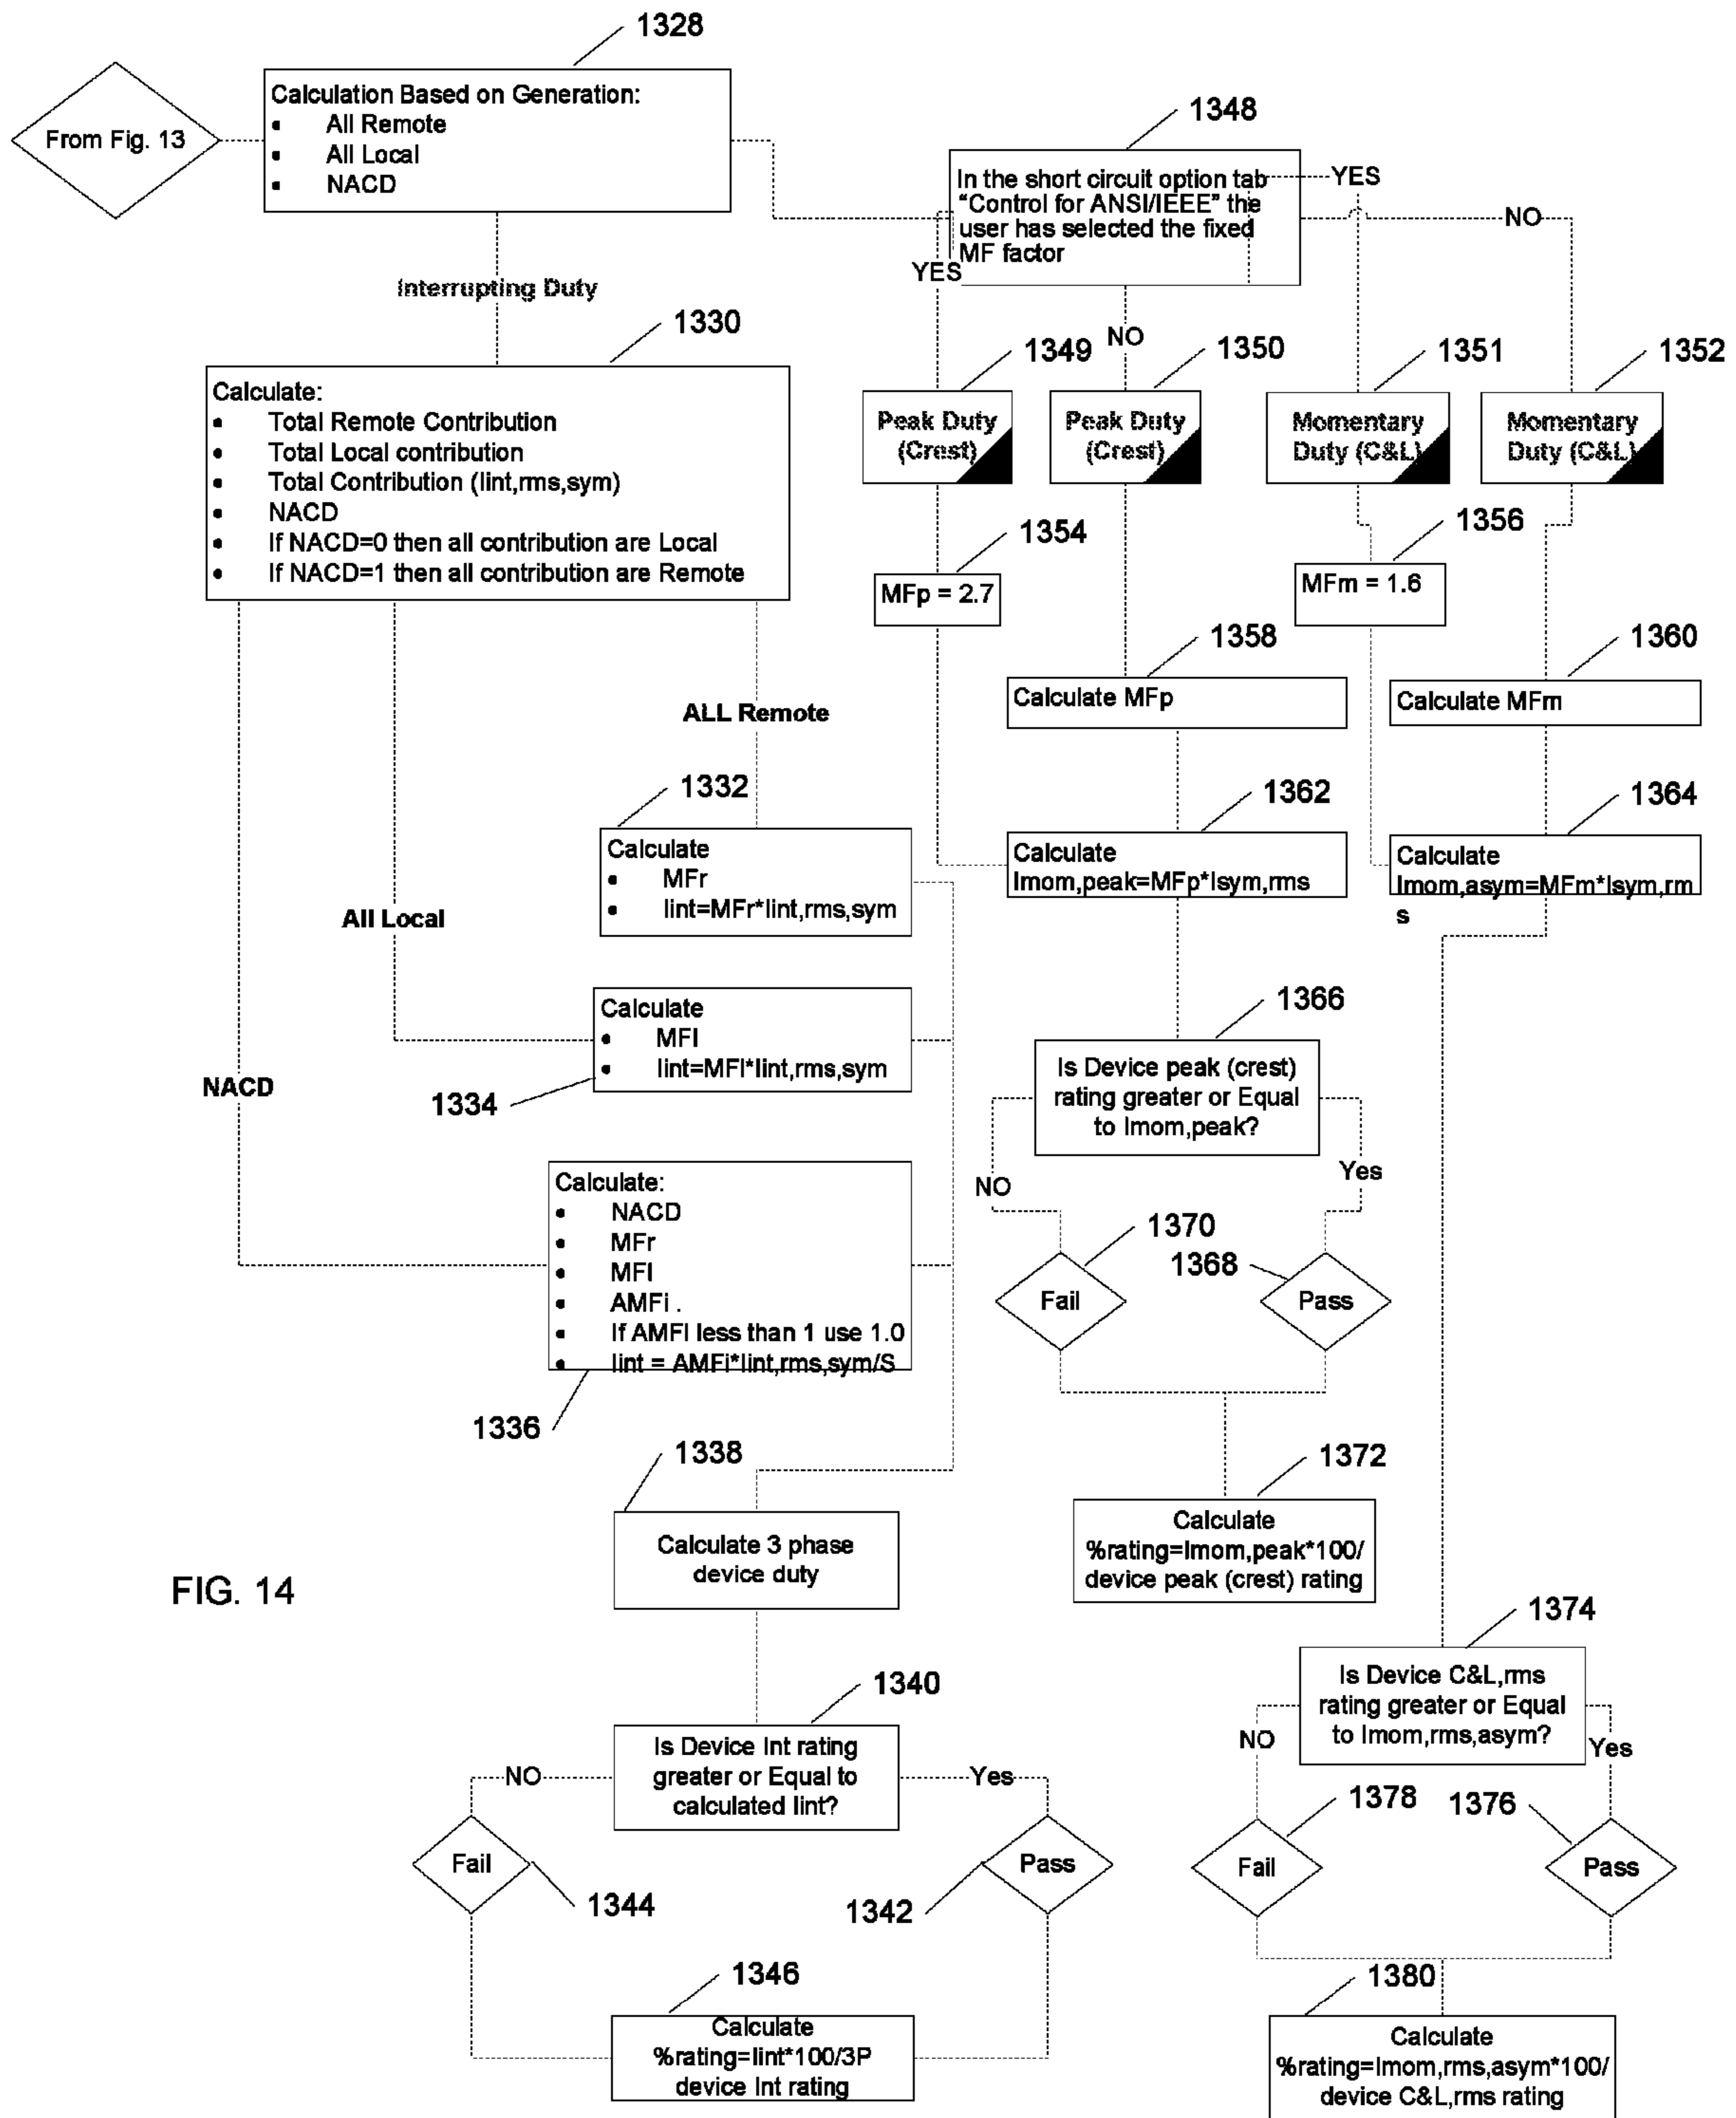 1328
From Fig. 13
Calculation Based on Generation:
▪ All Remote
▪ All Local
▪ NACD
1348
In the short circuit option tab
"Control for ANSI/IEEE" the
user has selected the fixed
MF factor
YES
NO
YES
NO
Interrupting Duty
1330
Calculate:
• Total Remote Contribution
• Total Local contribution
• Total Contribution (Iint,rms,sym)
• NACD
• If NACD=0 then all contribution are Local
• If NACD=1 then all contribution are Remote
1349
Peak Duty
(Crest)
1350
Peak Duty
(Crest)
1351
Momentary
Duty (C&L)
1352
Momentary
Duty (C&L)
1354
MFp = 2.7
1356
MFm = 1.6
1358
Calculate MFp
1360
Calculate MFm
ALL Remote
1332
Calculate
• MFr
• Iint=MFr*Iint,rms,sym
1362
Calculate
Imom,peak=MFp*Isym,rms
1364
Calculate
Imom,asym=MFm*Isym,rm
s
All Local
Calculate
• MFl
• Iint=MFl*Iint,rms,sym
1334
1366
Is Device peak (crest)
rating greater or Equal
to Imom,peak?
NACD
NO
Yes
Calculate:
• NACD
• MFr
• MFl
• AMFi .
▪ If AMFI less than 1 use 1.0
▪ Iint = AMFi*Iint,rms,sym/S
1336
1370
Fail
1368
Pass
1338
Calculate 3 phase
device duty
1372
Calculate
%rating=Imom,peak*100/
device peak (crest) rating
FIG. 14
1374
Is Device C&L,rms
rating greater or Equal
to Imom,rms,asym?
NO
Yes
1340
Is Device Int rating
greater or Equal to
calculated Iint?
NO
Yes
Fail
1344
Pass
1342
1378
Fail
1376
Pass
1346
Calculate
%rating=Iint*100/3P
device Int rating
1380
Calculate
%rating=Imom,rms,asym*100/
device C&L,rms rating